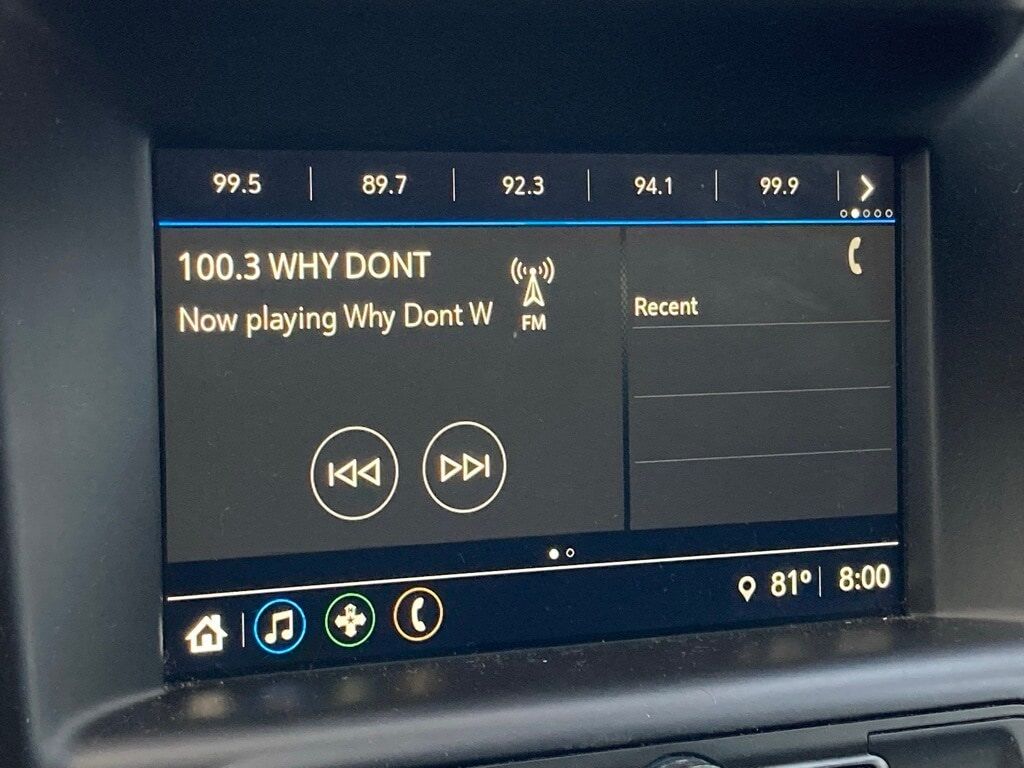 99.5 89.7 92.3 94.1 99.9
100.3 WHY DONT
Now playing Why Dont W
FM
Recent
81° 8:00